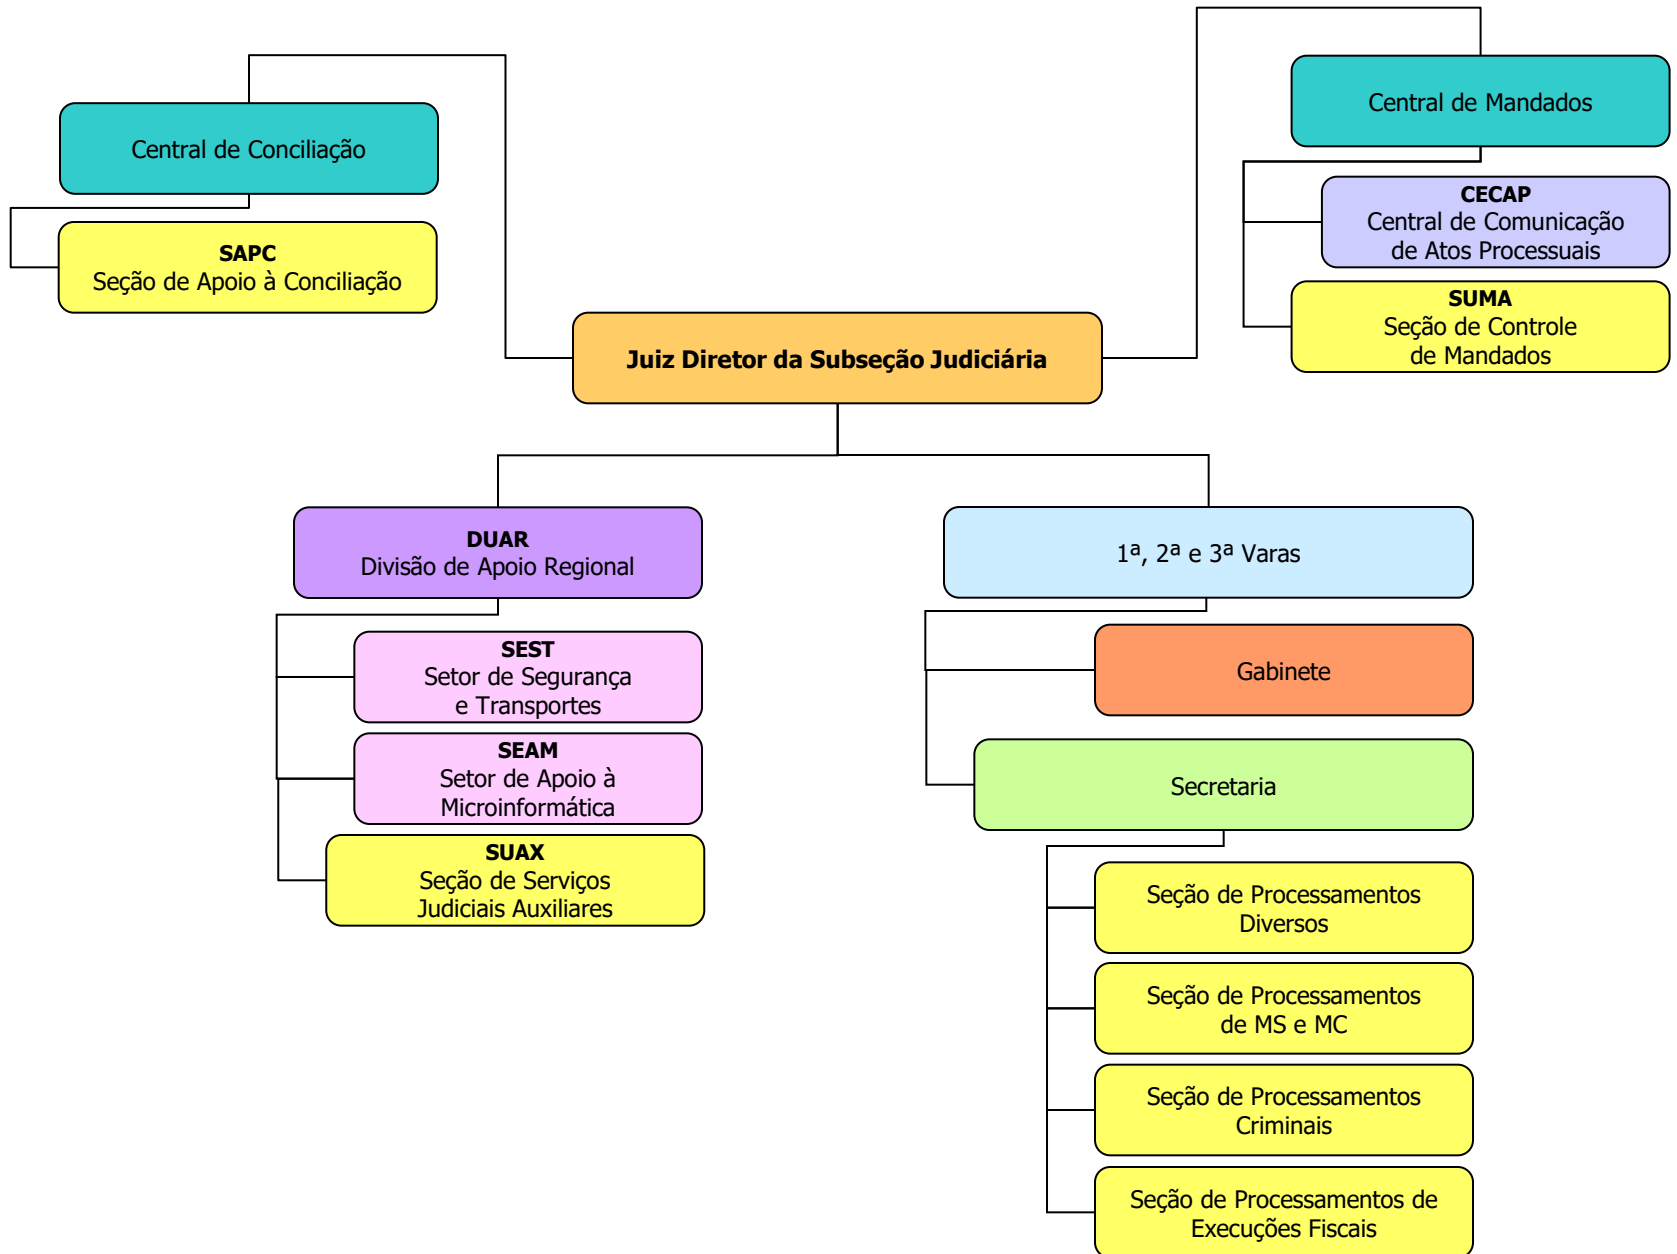 Central de Mandados
Central de Conciliação
CECAP
Central de Comunicação
de Atos Processuais
SAPC
Seção de Apoio à Conciliação
SUMA
Seção de Controle
de Mandados
Juiz Diretor da Subseção Judiciária
DUAR
Divisão de Apoio Regional
SEST
Setor de Segurança
e Transportes
SEAM
Setor de Apoio à
Microinformática
SUAX
Seção de Serviços
Judiciais Auxiliares
1ª, 2ª e 3ª Varas
Gabinete
Secretaria
Seção de Processamentos
Diversos
Seção de Processamentos
de MS e MC
Seção de Processamentos
Criminais
Seção de Processamentos de
Execuções Fiscais